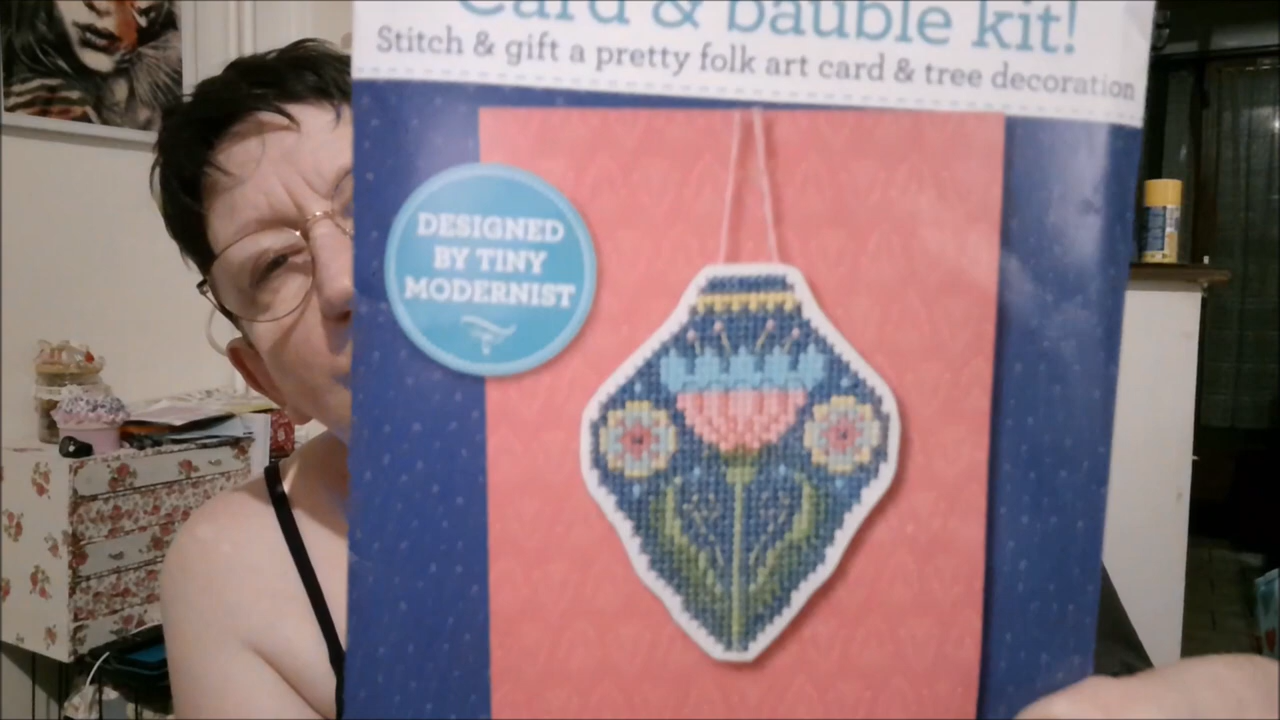 Card & bauble kit!
Stitch & gift a pretty folk art card & tree decoration
DESIGNED
BY TINY
MODERNIST